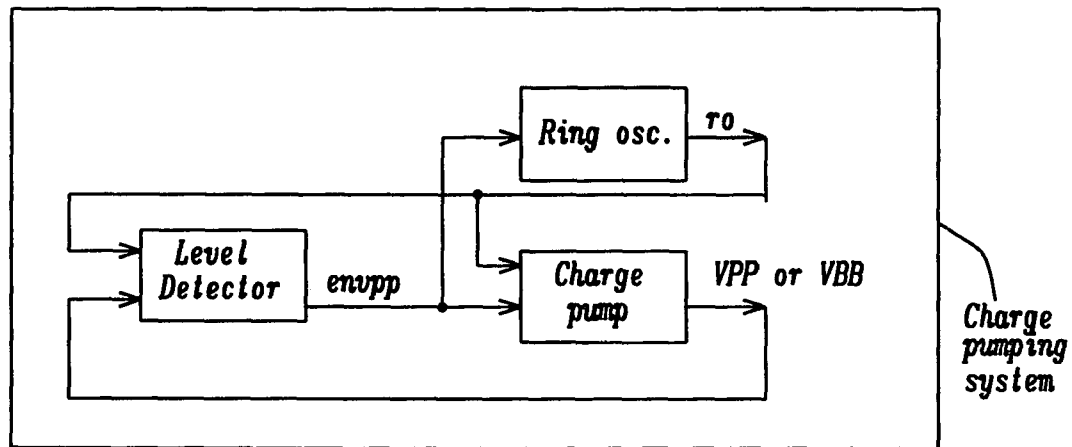 Ring osc.
ro
Level
Detector
envpp
Charge
pump
VPP or VBB
Charge
pumping
system